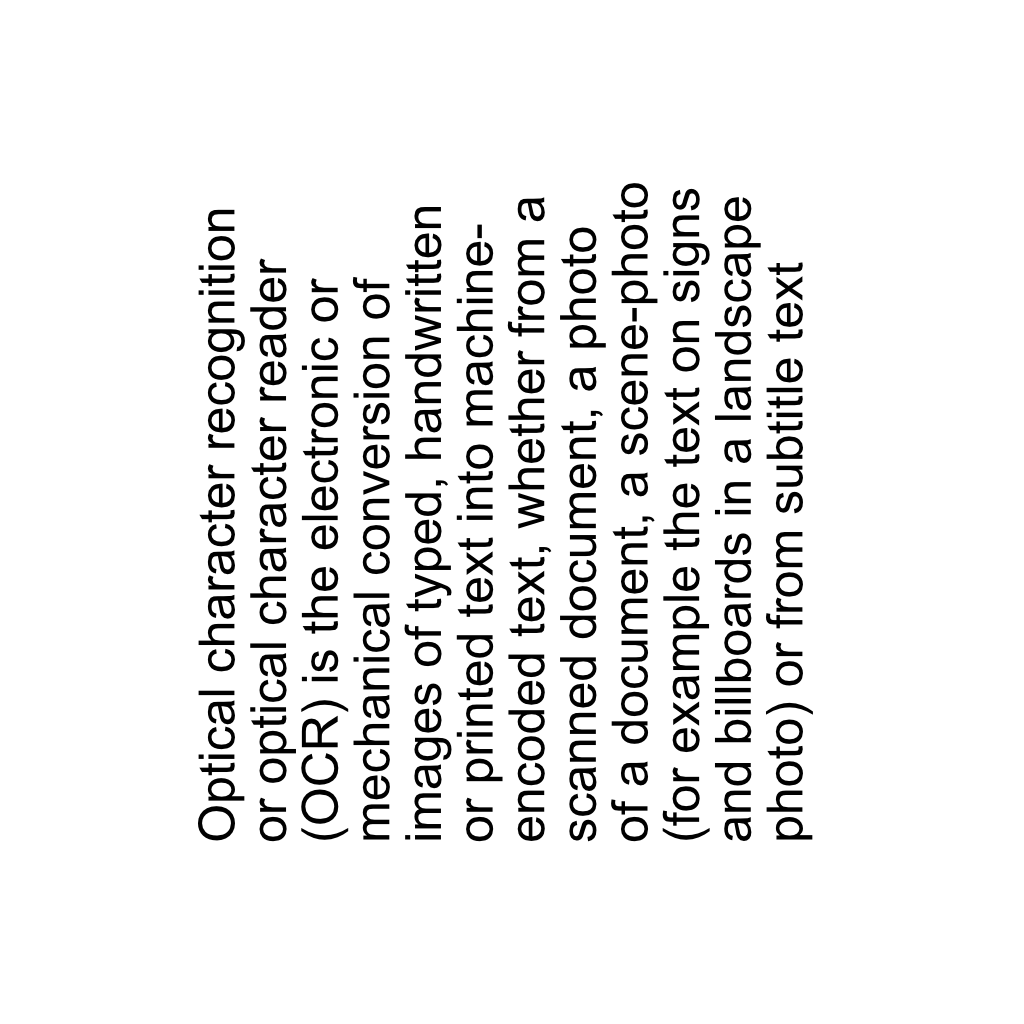 Optical character recognition
or optical character reader
(OCR) is the electronic or
mechanical conversion of
images of typed, handwritten
or printed text into machine-
encoded text, whether from a
scanned document, a photo
of a document, a scene-photo
(for example the text on signs
and billboards in a landscape
photo) or from subtitle text